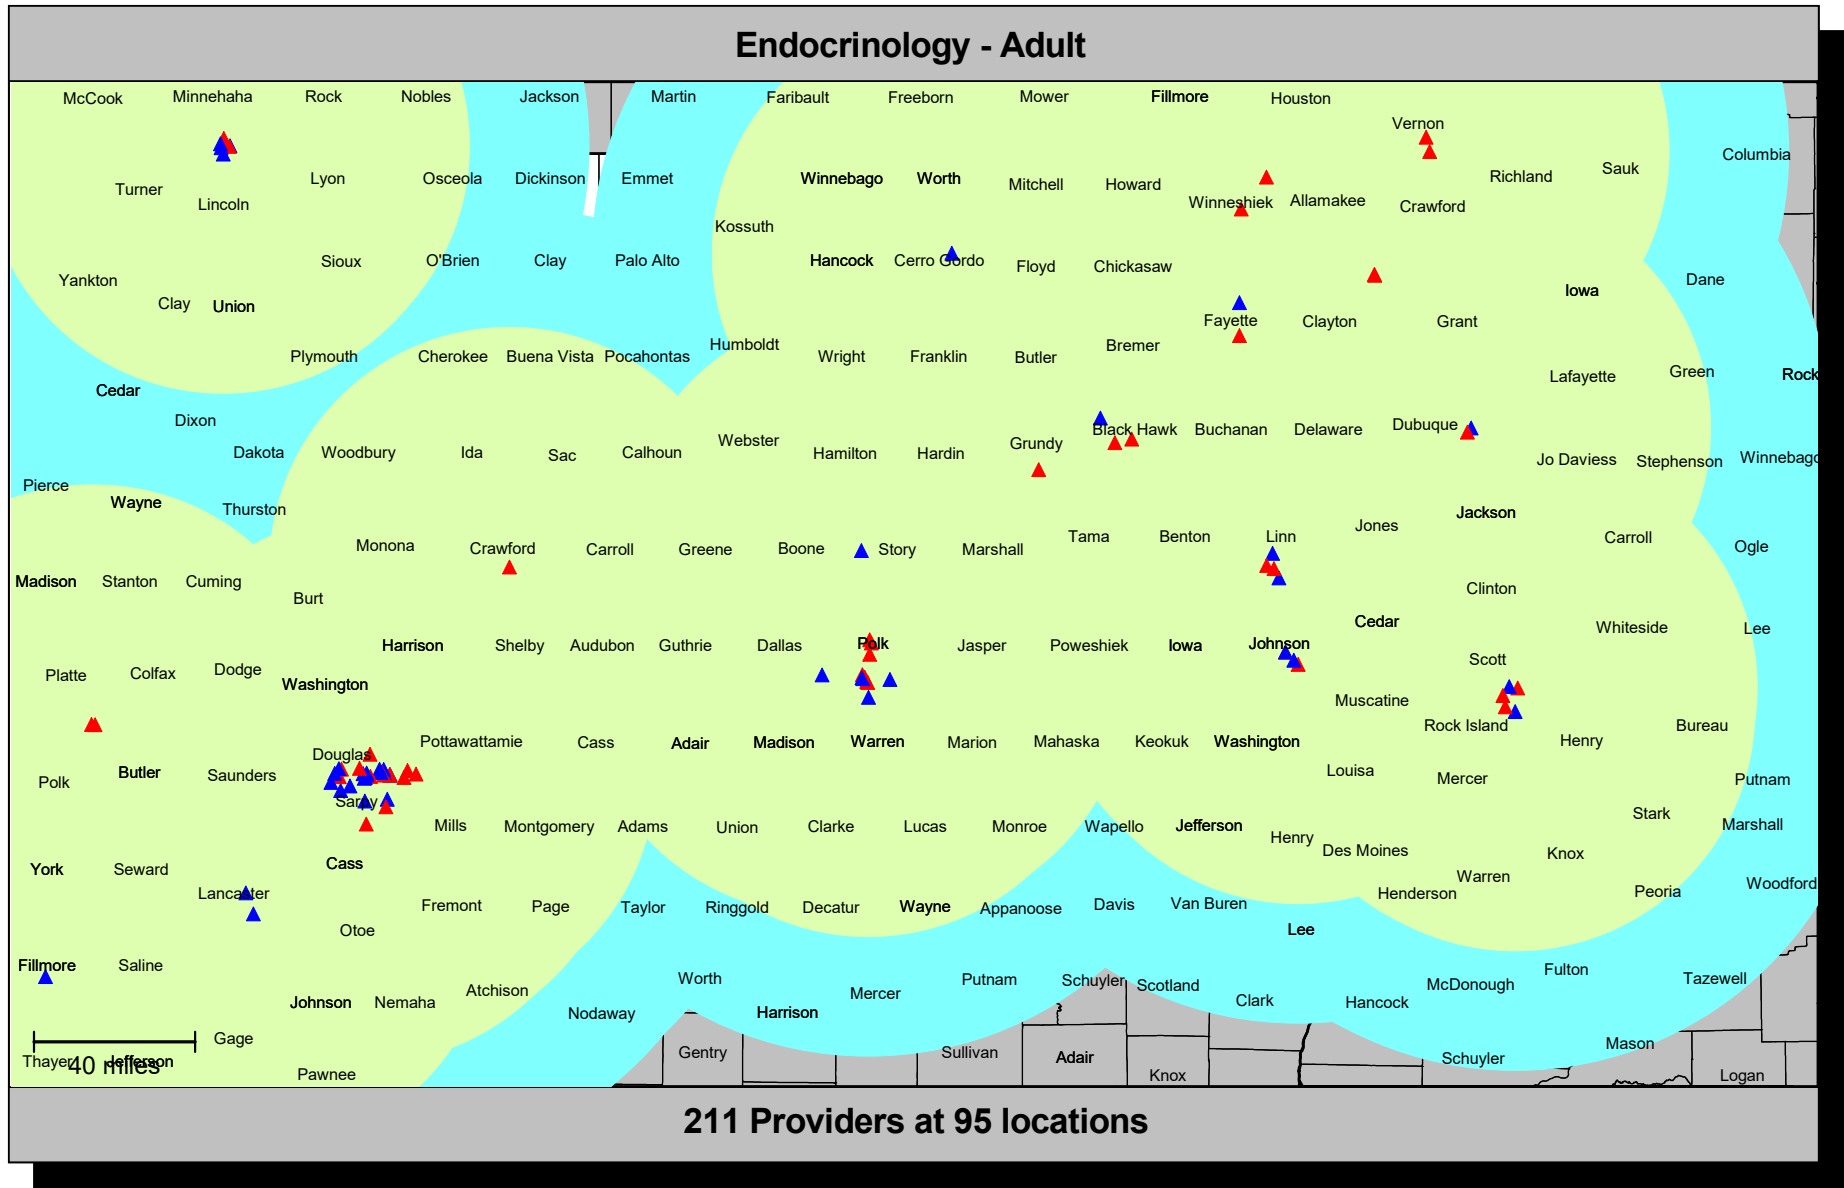 Endocrinology - Adult
McCook Minnehaha Rock Nobles Jackson Martin Faribault Freeborn Mower Fillmore Houston
Vernon
Columbia
Turner Lincoln Lyon Osceola Dickinson Emmet Winnebago Worth Mitchell Howard Winneshiek Allamakee Crawford Richland Sauk
Kossuth
Yankton Clay Union Sioux O'Brien Clay Palo Alto Hancock Cerro Gordo Floyd Chickasaw Iowa Dane
Fayette Clayton Grant
Plymouth Cherokee Buena Vista Pocahontas Humboldt Wright Franklin Butler Bremer
Lafayette Green Rock
Cedar
Dixon
Dakota Woodbury Ida Sac Calhoun Webster Hamilton Hardin Grundy Black Hawk Buchanan Delaware Dubuque
Jo Daviess Stephenson Winnebago
Pierce
Wayne Thurston
Jackson
Monona Crawford Carroll Greene Boone Story Marshall Tama Benton Linn Jones Carroll Ogle
Madison Stanton Cuming Burt
Clinton
Cedar Whiteside Lee
Harrison Shelby Audubon Guthrie Dallas Polk Jasper Poweshiek Iowa Johnson Scott
Platte Colfax Dodge Washington
Muscatine
Rock Island Henry Bureau
Douglas Pottawattamie Cass Adair Madison Warren Marion Mahaska Keokuk Washington
Polk Butler Saunders Sarpy
Louisa Mercer Putnam
Mills Montgomery Adams Union Clarke Lucas Monroe Wapello Jefferson Henry Stark Marshall
Des Moines Knox
York Seward Cass
Warren
Lancaster Henderson Peoria Woodford
Fremont Page Taylor Ringgold Decatur Wayne Appanoose Davis Van Buren
Otoe Lee
Fillmore Saline
Worth Mercer Putnam Schuyler Scotland McDonough Fulton Tazewell
Johnson Nemaha Atchison Nodaway Harrison Clark Hancock
Gage
Thayer Jefferson
40 miles
Gentry Sullivan Adair Schuyler Mason
Pawnee Knox Logan
211 Providers at 95 locations